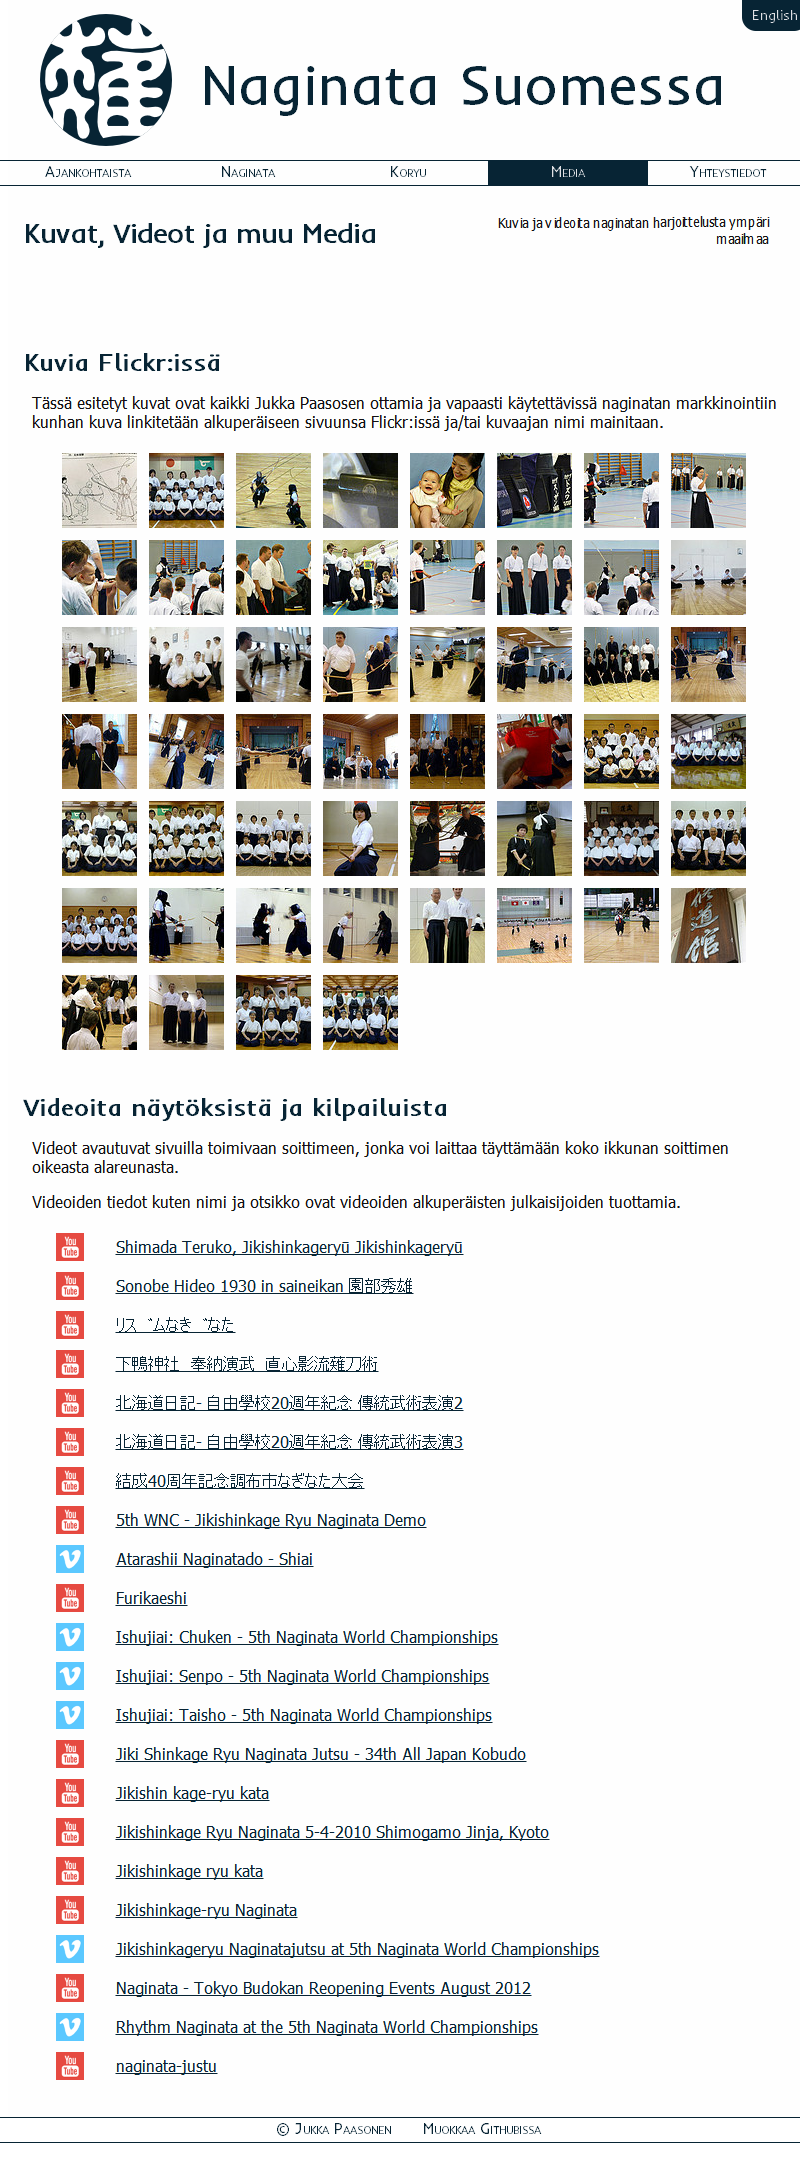 English
Naginata Suomessa
Ajankohtaista Naginata Koryu Media Yhteystiedot
Kuvat, Videot ja muu Media
Kuvia ja videoita naginatan harjoittelusta ympäri
maailmaa
Kuvia Flickr:issä
Tässä esitetyt kuvat ovat kaikki Jukka Paasosen ottamia ja vapaasti käytettävissä naginatan markkinointiin
kunhan kuva linkitetään alkuperäiseen sivuunsa Flickr:issä ja/tai kuvaajan nimi mainitaan.
Videoita näytöksistä ja kilpailuista
Videot avautuvat sivuilla toimivaan soittimeen, jonka voi laittaa täyttämään koko ikkunan soittimen
oikeasta alareunasta.
Videoiden tiedot kuten nimi ja otsikko ovat videoiden alkuperäisten julkaisijoiden tuottamia.
You Tube Shimada Teruko, Jikishinkageryū Jikishinkageryū
You Tube Sonobe Hideo 1930 in saineikan 園部秀雄
You Tube リズムなぎなた
You Tube 下鴨神社 奉納演武 直心影流薙刀術
You Tube 北海道日記- 自由學校20週年紀念 傳統武術表演2
You Tube 北海道日記- 自由學校20週年紀念 傳統武術表演3
You Tube 結成40周年記念調布市なぎなた大会
You Tube 5th WNC - Jikishinkage Ryu Naginata Demo
Atarashii Naginatado - Shiai
You Tube Furikaeshi
Ishujiai: Chuken - 5th Naginata World Championships
Ishujiai: Senpo - 5th Naginata World Championships
Ishujiai: Taisho - 5th Naginata World Championships
You Tube Jiki Shinkage Ryu Naginata Jutsu - 34th All Japan Kobudo
You Tube Jikishin kage-ryu kata
You Tube Jikishinkage Ryu Naginata 5-4-2010 Shimogamo Jinja, Kyoto
You Tube Jikishinkage ryu kata
You Tube Jikishinkage-ryu Naginata
Jikishinkageryu Naginatajutsu at 5th Naginata World Championships
You Tube Naginata - Tokyo Budokan Reopening Events August 2012
Rhythm Naginata at the 5th Naginata World Championships
You Tube naginata-justu
© Jukka Paasonen Muokkaa Githubissa